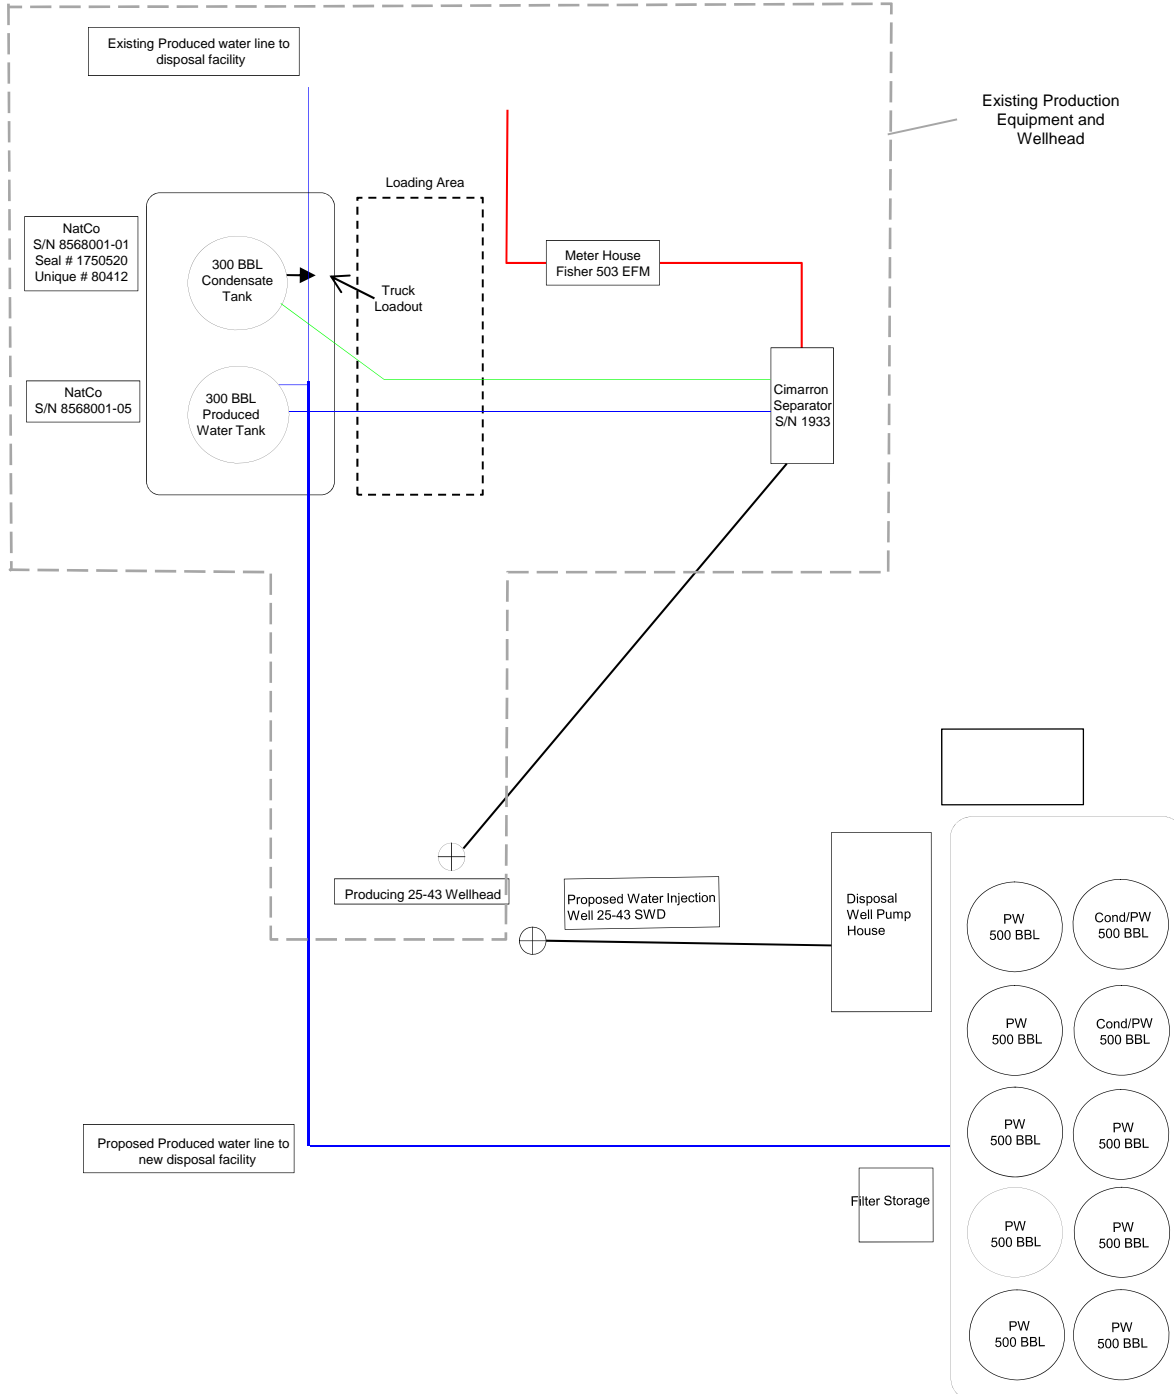 Existing Produced water line to
disposal facility
Existing Production
Equipment and
Wellhead
Loading Area
NatCo
S/N 8568001-01
Seal # 1750520
Unique # 80412
300 BBL
Condensate
Tank
Truck
Loadout
Meter House
Fisher 503 EFM
NatCo
S/N 8568001-05
300 BBL
Produced
Water Tank
Cimarron
Separator
S/N 1933
Producing 25-43 Wellhead
Proposed Water Injection
Well 25-43 SWD
Disposal
Well Pump
House
PW
500 BBL
Cond/PW
500 BBL
PW
500 BBL
Cond/PW
500 BBL
PW
500 BBL
PW
500 BBL
Proposed Produced water line to
new disposal facility
Filter Storage
PW
500 BBL
PW
500 BBL
PW
500 BBL
PW
500 BBL